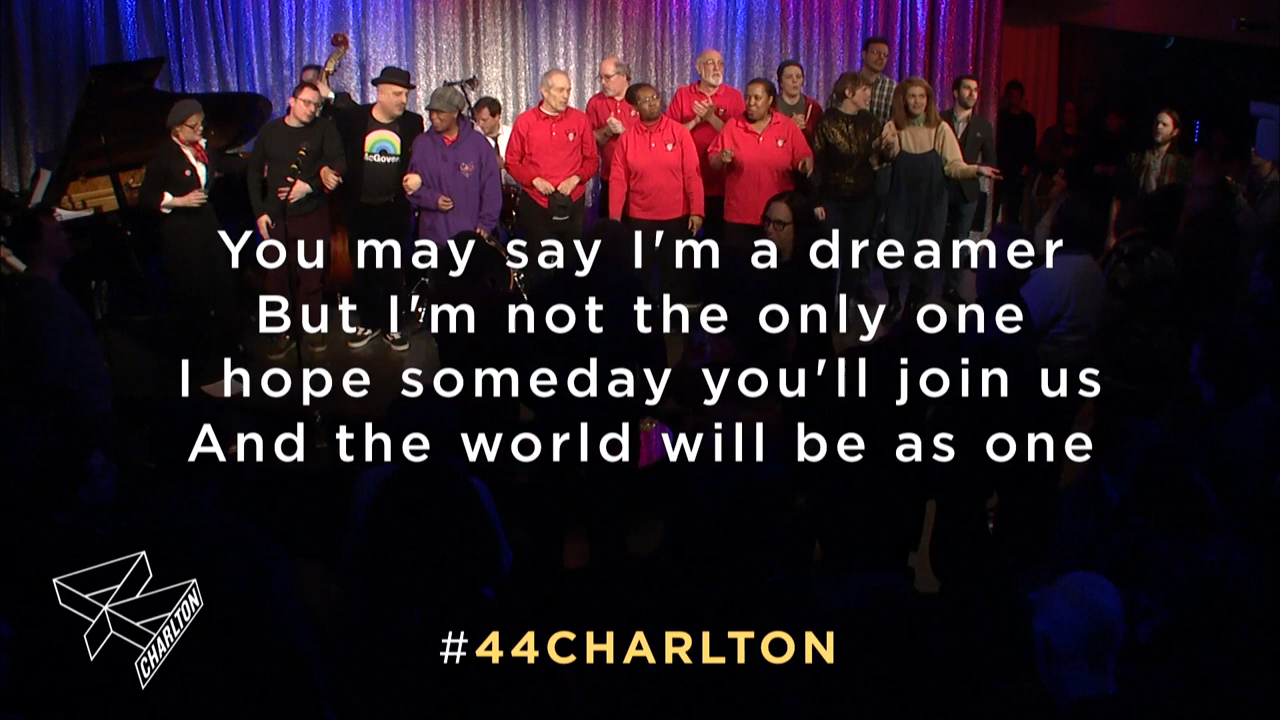 McGovern
You may say I'm a dreamer
But I'm not the only one
I hope someday you'll join us
And the world will be as one
CHARLTON
#44CHARLTON